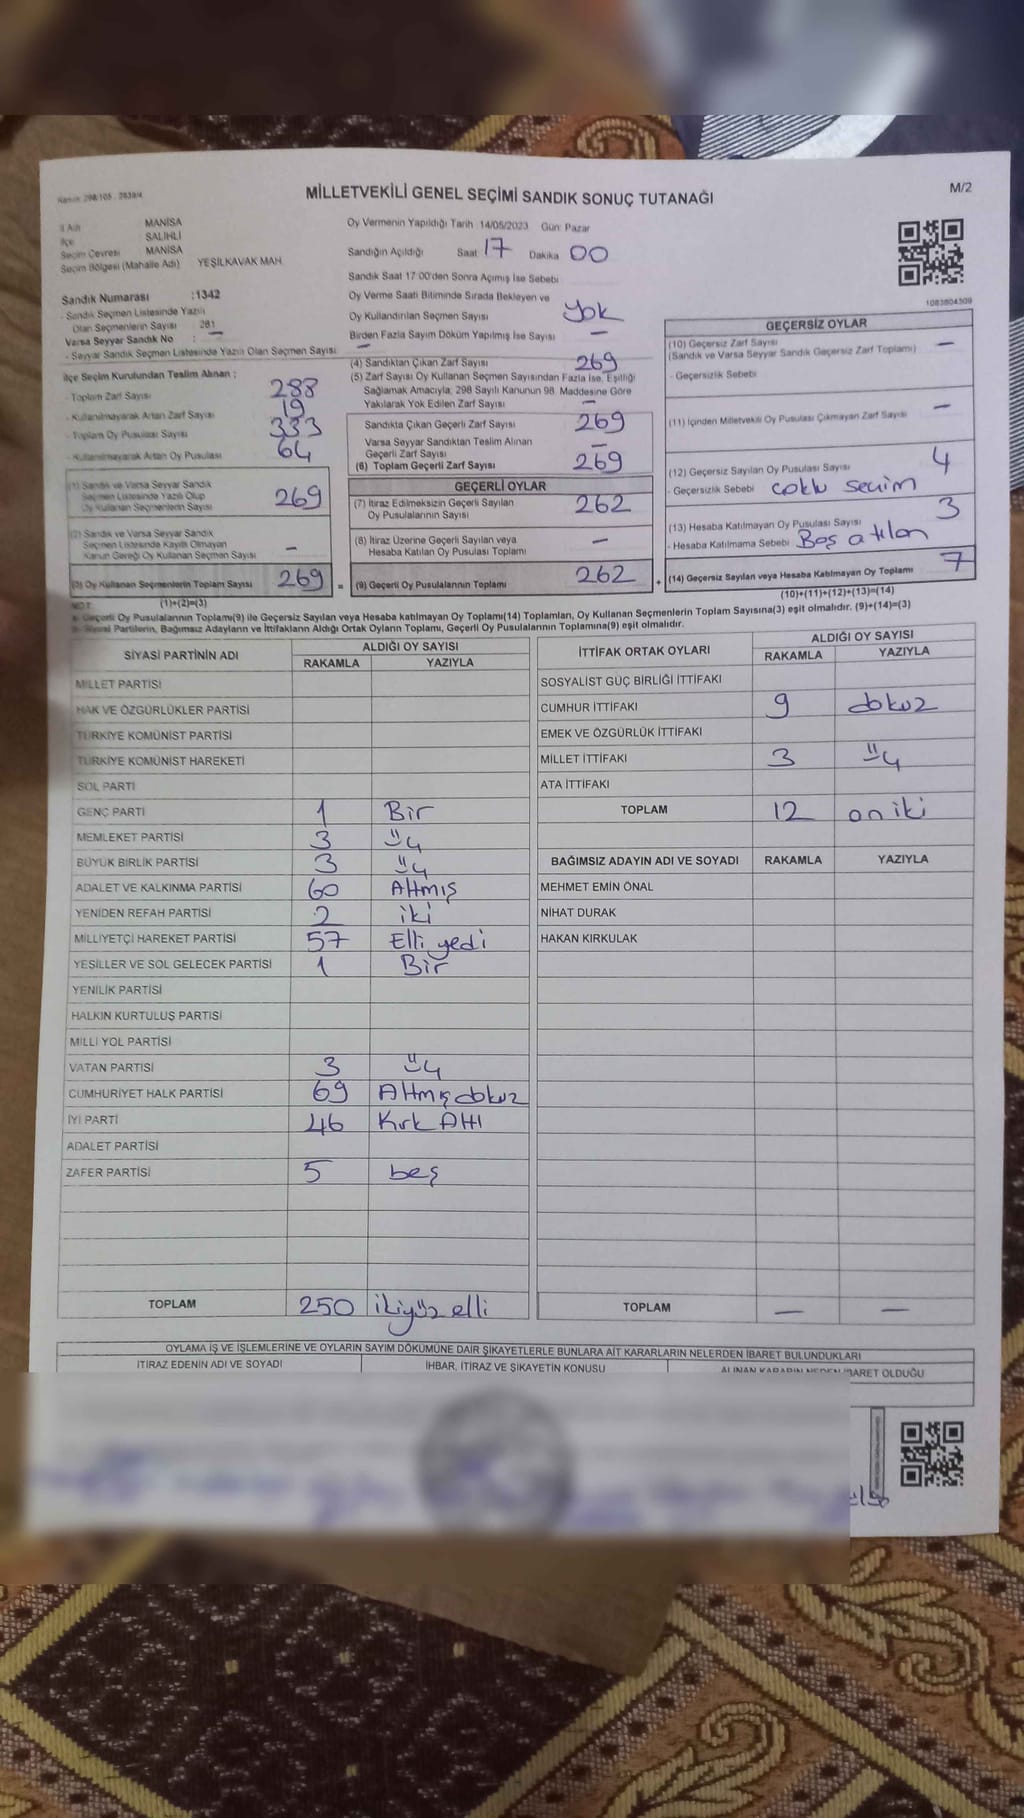 MİLLETVEKİLİ GENEL SEÇİMİ SANDIK SONUÇ TUTANAĞI
M/2
İl Adı MANİSA
İlçe SALİHLİ
Seçim Çevresi MANİSA
Seçim Bölgesi (Mahalle Adı) YEŞİLKAVAK MAH.
Sandık Numarası :1342
- Sandık Seçmen Listesinde Yazılı
Olan Seçmenlerin Sayısı 281
Varsa Seyyar Sandık No : —
- Seyyar Sandık Seçmen Listesinde Yazılı Olan Seçmen Sayısı —
İlçe Seçim Kurulundan Teslim Alınan :
- Toplam Zarf Sayısı 288
- Kullanılmayarak Artan Zarf Sayısı 19
- Toplam Oy Pusulası Sayısı 333
- Kullanılmayarak Artan Oy Pusulası 64
(1) Sandık ve Varsa Seyyar Sandık
Seçmen Listesinde Yazılı Olup
Oy Kullanan Seçmenlerin Sayısı 269
(2) Sandık ve Varsa Seyyar Sandık
Seçmen Listesinde Kayıtlı Olmayan
Kanun Gereği Oy Kullanan Seçmen Sayısı —
(3) Oy Kullanan Seçmenlerin Toplam Sayısı 269 =
(1)+(2)=(3)
Oy Vermenin Yapıldığı Tarih 14/05/2023 Gün: Pazar
Sandığın Açıldığı Saat 17 Dakika 00
Sandık Saat 17:00'den Sonra Açılmış İse Sebebi
Oy Verme Saati Bitiminde Sırada Bekleyen ve
Oy Kullandırılan Seçmen Sayısı Yok
Birden Fazla Sayım Döküm Yapılmış İse Sayısı —
(4) Sandıktan Çıkan Zarf Sayısı 269
(5) Zarf Sayısı Oy Kullanan Seçmen Sayısından Fazla İse, Eşitliği
Sağlamak Amacıyla; 298 Sayılı Kanunun 98. Maddesine Göre
Yakılarak Yok Edilen Zarf Sayısı —
Sandıkta Çıkan Geçerli Zarf Sayısı 269
Varsa Seyyar Sandıktan Teslim Alınan
Geçerli Zarf Sayısı —
(6) Toplam Geçerli Zarf Sayısı 269
GEÇERLİ OYLAR
(7) İtiraz Edilmeksizin Geçerli Sayılan
Oy Pusulalarının Sayısı 262
(8) İtiraz Üzerine Geçerli Sayılan veya
Hesaba Katılan Oy Pusulası Toplamı —
(9) Geçerli Oy Pusulalarının Toplamı 262 +
1083804309
GEÇERSİZ OYLAR
(10) Geçersiz Zarf Sayısı —
(Sandık ve Varsa Seyyar Sandık Geçersiz Zarf Toplamı)
- Geçersizlik Sebebi
(11) İçinden Milletvekili Oy Pusulası Çıkmayan Zarf Sayısı —
(12) Geçersiz Sayılan Oy Pusulası Sayısı 4
- Geçersizlik Sebebi çoklu seçim
(13) Hesaba Katılmayan Oy Pusulası Sayısı 3
- Hesaba Katılmama Sebebi Boş atılan
(14) Geçersiz Sayılan veya Hesaba Katılmayan Oy Toplamı 7
(10)+(11)+(12)+(13)=(14)
NOT:
Geçerli Oy Pusulalarının Toplamı(9) ile Geçersiz Sayılan veya Hesaba katılmayan Oy Toplamı(14) Toplamları, Oy Kullanan Seçmenlerin Toplam Sayısına(3) eşit olmalıdır. (9)+(14)=(3)
Siyasi Partilerin, Bağımsız Adayların ve İttifakların Aldığı Ortak Oyların Toplamı, Geçerli Oy Pusulalarının Toplamına(9) eşit olmalıdır.
SİYASİ PARTİNİN ADI ALDIĞI OY SAYISI
RAKAMLA YAZIYLA
MİLLET PARTİSİ
HAK VE ÖZGÜRLÜKLER PARTİSİ
TÜRKİYE KOMÜNİST PARTİSİ
TÜRKİYE KOMÜNİST HAREKETİ
SOL PARTİ
GENÇ PARTİ 1 Bir
MEMLEKET PARTİSİ 3 üç
BÜYÜK BİRLİK PARTİSİ 3 üç
ADALET VE KALKINMA PARTİSİ 60 Altmış
YENİDEN REFAH PARTİSİ 2 iki
MİLLİYETÇİ HAREKET PARTİSİ 57 Elli yedi
YEŞİLLER VE SOL GELECEK PARTİSİ 1 Bir
YENİLİK PARTİSİ
HALKIN KURTULUŞ PARTİSİ
MİLLİ YOL PARTİSİ
VATAN PARTİSİ 3 üç
CUMHURİYET HALK PARTİSİ 69 Altmış dokuz
İYİ PARTİ 46 Kırk Altı
ADALET PARTİSİ
ZAFER PARTİSİ 5 beş
TOPLAM 250 ikiyüz elli
İTTİFAK ORTAK OYLARI ALDIĞI OY SAYISI
RAKAMLA YAZIYLA
SOSYALİST GÜÇ BİRLİĞİ İTTİFAKI
CUMHUR İTTİFAKI 9 dokuz
EMEK VE ÖZGÜRLÜK İTTİFAKI
MİLLET İTTİFAKI 3 üç
ATA İTTİFAKI
TOPLAM 12 on iki
BAĞIMSIZ ADAYIN ADI VE SOYADI RAKAMLA YAZIYLA
MEHMET EMİN ÖNAL
NİHAT DURAK
HAKAN KIRKULAK
TOPLAM — —
OYLAMA İŞ VE İŞLEMLERİNE VE OYLARIN SAYIM DÖKÜMÜNE DAİR ŞİKAYETLERLE BUNLARA AİT KARARLARIN NELERDEN İBARET BULUNDUKLARI
İTİRAZ EDENİN ADI VE SOYADI İHBAR, İTİRAZ VE ŞİKAYETİN KONUSU ALINAN KARARIN NEDEN İBARET OLDUĞU